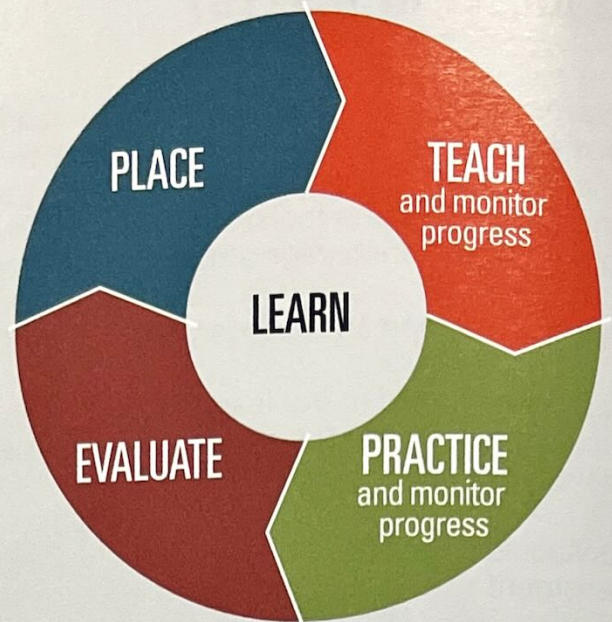 PLACE
TEACH
and monitor
progress
LEARN
EVALUATE
PRACTICE
and monitor
progress